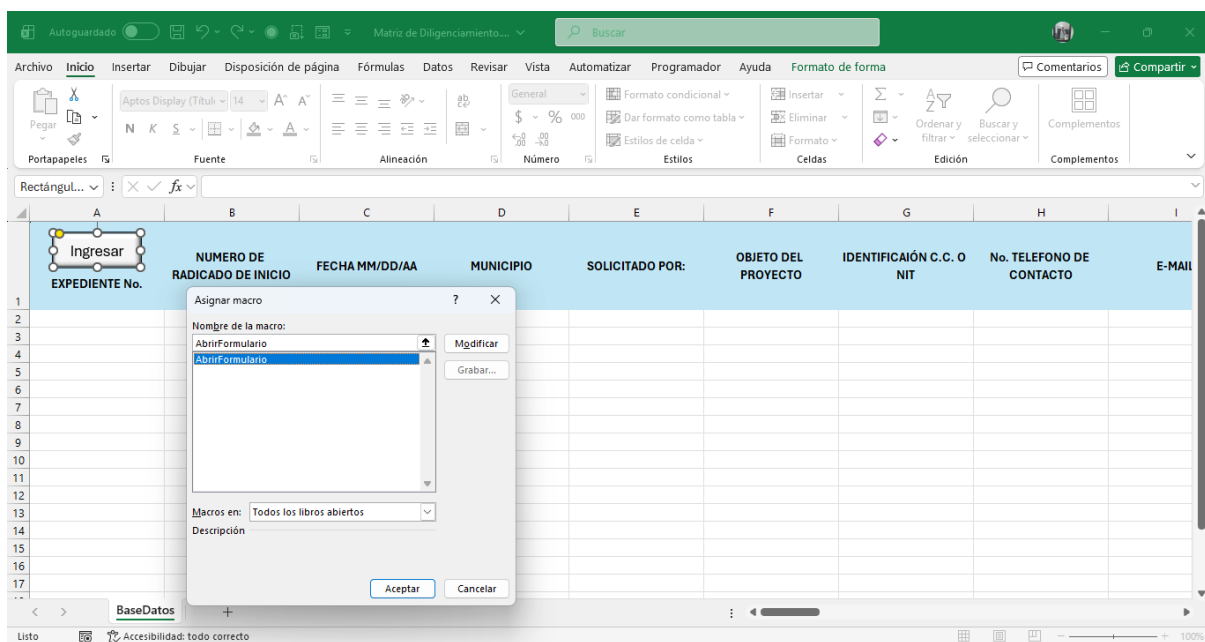 Autoguardado Matriz de Diligenciamiento.... Buscar
Archivo Inicio Insertar Dibujar Disposición de página Fórmulas Datos Revisar Vista Automatizar Programador Ayuda Formato de forma Comentarios Compartir
Aptos Display (Títul 14 A^ Aˇ ab General Formato condicional Insertar Σ A Z
Pegar N K S A $ % 000 Dar formato como tabla Eliminar Ordenar y filtrar Buscar y seleccionar Complementos
Estilos de celda Formato
Portapapeles Fuente Alineación Número Estilos Celdas Edición Complementos
Rectángul... fx
A B C D E F G H I
Ingresar
EXPEDIENTE No.
NUMERO DE
RADICADO DE INICIO
FECHA MM/DD/AA
MUNICIPIO
SOLICITADO POR:
OBJETO DEL
PROYECTO
IDENTIFICAIÓN C.C. O
NIT
No. TELEFONO DE
CONTACTO
E-MAIL
1
2
3
4
5
6
7
8
9
10
11
12
13
14
15
16
17
Asignar macro ? ×
Nombre de la macro:
AbrirFormulario Modificar
AbrirFormulario
Grabar...
Macros en: Todos los libros abiertos
Descripción
Aceptar Cancelar
BaseDatos +
Listo Accesibilidad: todo correcto 100%